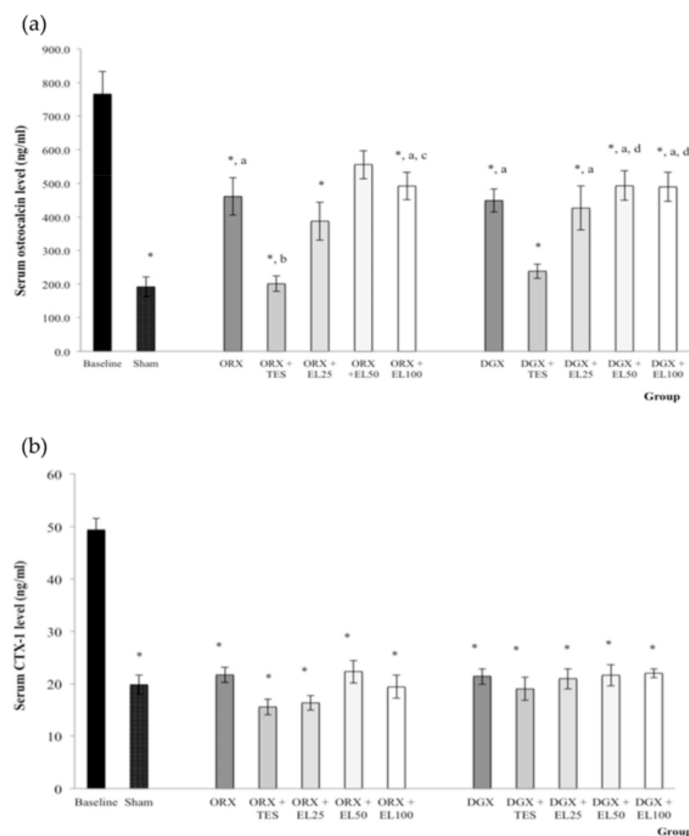 (a)
Serum osteocalcin level (ng/ml)
900.0
800.0
700.0
600.0
500.0
400.0
300.0
200.0
100.0
0.0
*
*, a
*, b
*
*, a, c
*, a
*
*, a
*, a, d
*, a, d
Baseline
Sham
ORX
ORX +
TES
ORX +
EL25
ORX
+EL50
ORX +
EL100
DGX
DGX +
TES
DGX +
EL25
DGX +
EL50
DGX +
EL100
Group
(b)
Serum CTX-1 level (ng/ml)
60
50
40
30
20
10
0
*
*
*
*
*
*
*
*
*
*
*
Baseline
Sham
ORX
ORX +
TES
ORX +
EL25
ORX +
EL50
ORX +
EL100
DGX
DGX +
TES
DGX +
EL25
DGX +
EL50
DGX +
EL100
Group